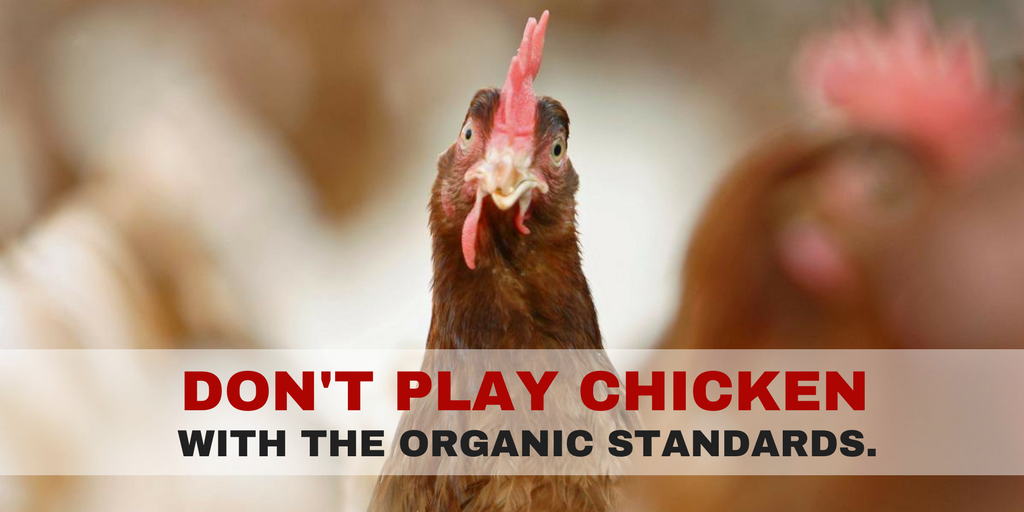 DON'T PLAY CHICKEN
WITH THE ORGANIC STANDARDS.